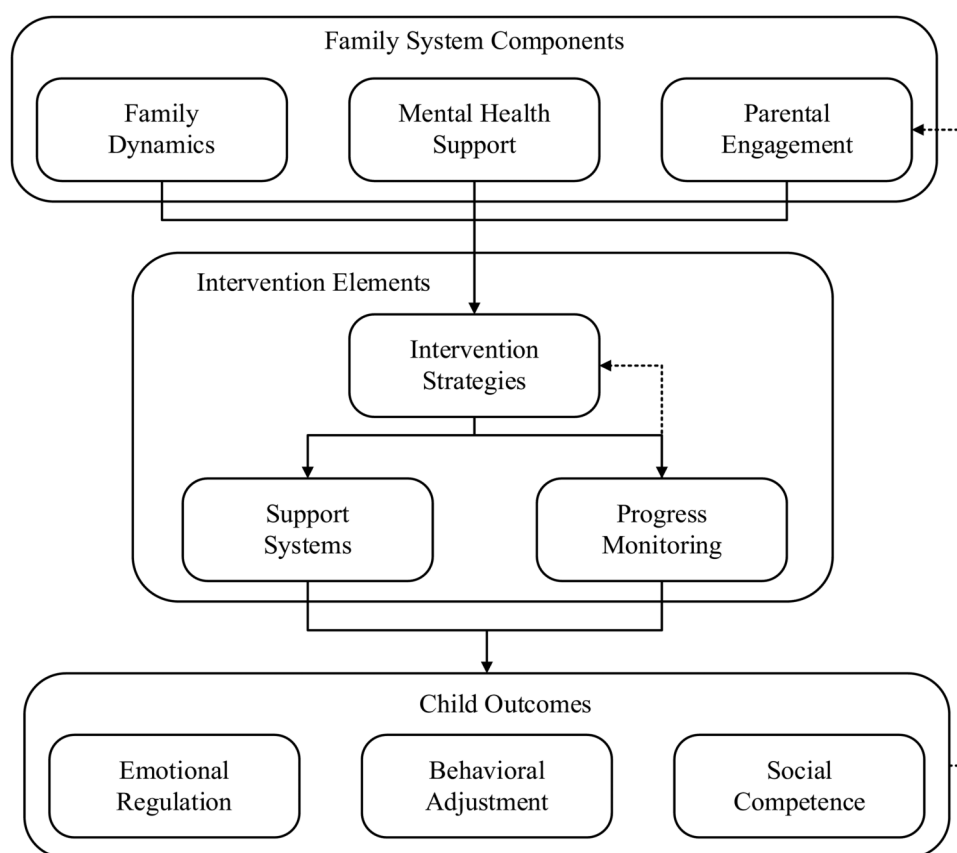 Family System Components
Family
Dynamics
Mental Health
Support
Parental
Engagement
Intervention Elements
Intervention
Strategies
Support
Systems
Progress
Monitoring
Child Outcomes
Emotional
Regulation
Behavioral
Adjustment
Social
Competence